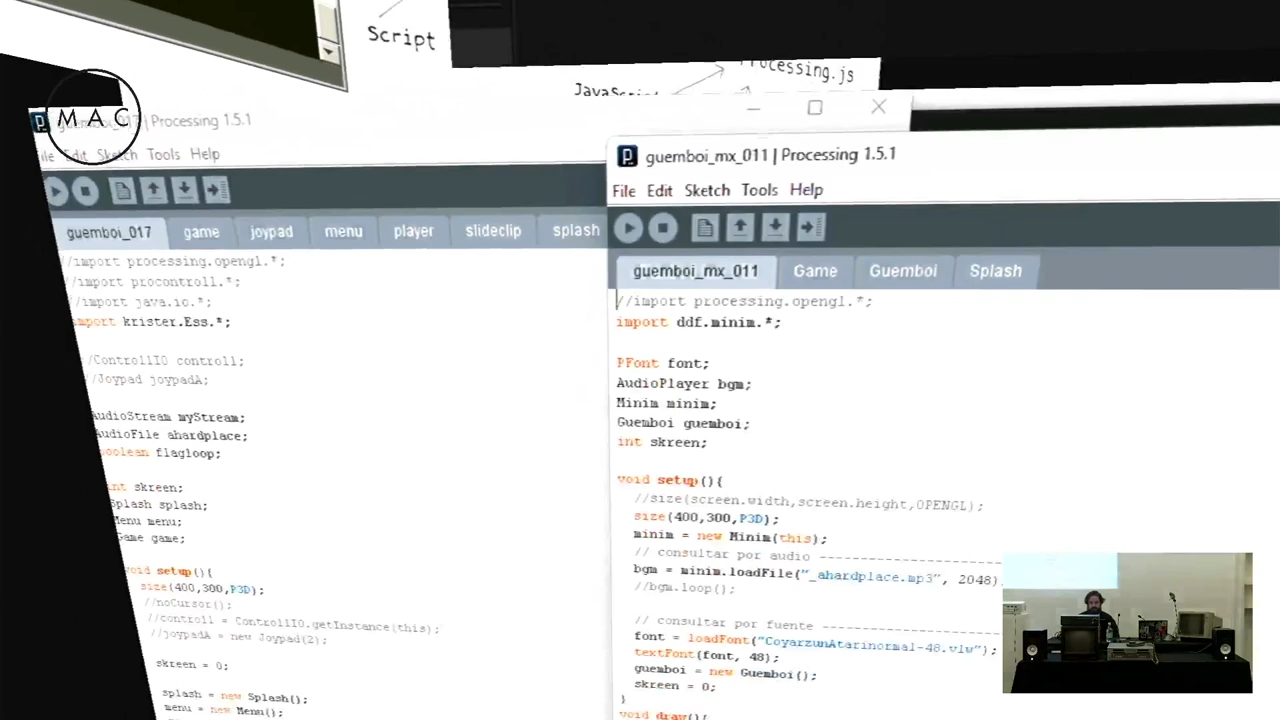 Script
Processing.js
JavaScript
MAC
guemboi_017 | Processing 1.5.1
File Edit Sketch Tools Help
guemboi_017 game joypad menu player slideclip splash
//import processing.opengl.*;
//import procontroll.*;
//import java.io.*;
import krister.Ess.*;
//ControllIO controll;
//Joypad joypadA;
AudioStream myStream;
AudioFile ahardplace;
boolean flagloop;
int skreen;
Splash splash;
Menu menu;
Game game;
void setup(){
size(400,300,P3D);
//noCursor();
//controll = ControllIO.getInstance(this);
//joypadA = new Joypad(2);
skreen = 0;
splash = new Splash();
menu = new Menu();
guemboi_mx_011 | Processing 1.5.1
File Edit Sketch Tools Help
guemboi_mx_011 Game Guemboi Splash
//import processing.opengl.*;
import ddf.minim.*;
PFont font;
AudioPlayer bgm;
Minim minim;
Guemboi guemboi;
int skreen;
void setup(){
//size(screen.width,screen.height,OPENGL);
size(400,300,P3D);
minim = new Minim(this);
// consultar por audio --------------------
bgm = minim.loadFile("_ahardplace.mp3", 2048)
//bgm.loop();
// consultar por fuente --------------------
font = loadFont("CoyarzunAtarinormal-48.vlw");
textFont(font, 48);
guemboi = new Guemboi();
skreen = 0;
}
void draw(){